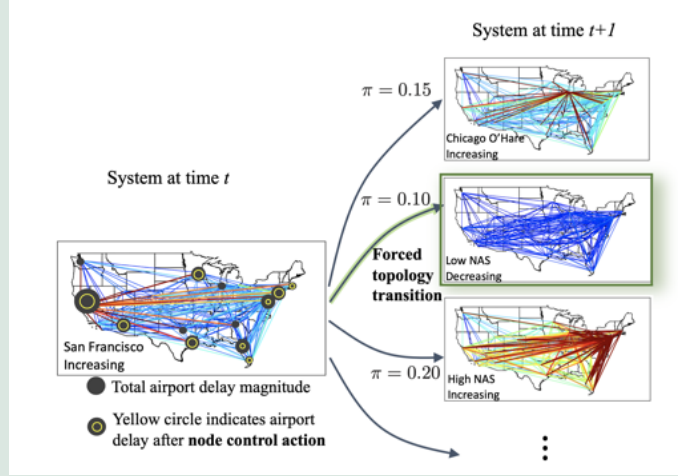 System at time t+1
π = 0.15
Chicago O'Hare
Increasing
System at time t
π = 0.10
Low NAS
Decreasing
Forced
topology
transition
San Francisco
Increasing
π = 0.20
High NAS
Increasing
Total airport delay magnitude
Yellow circle indicates airport
delay after node control action
⋮